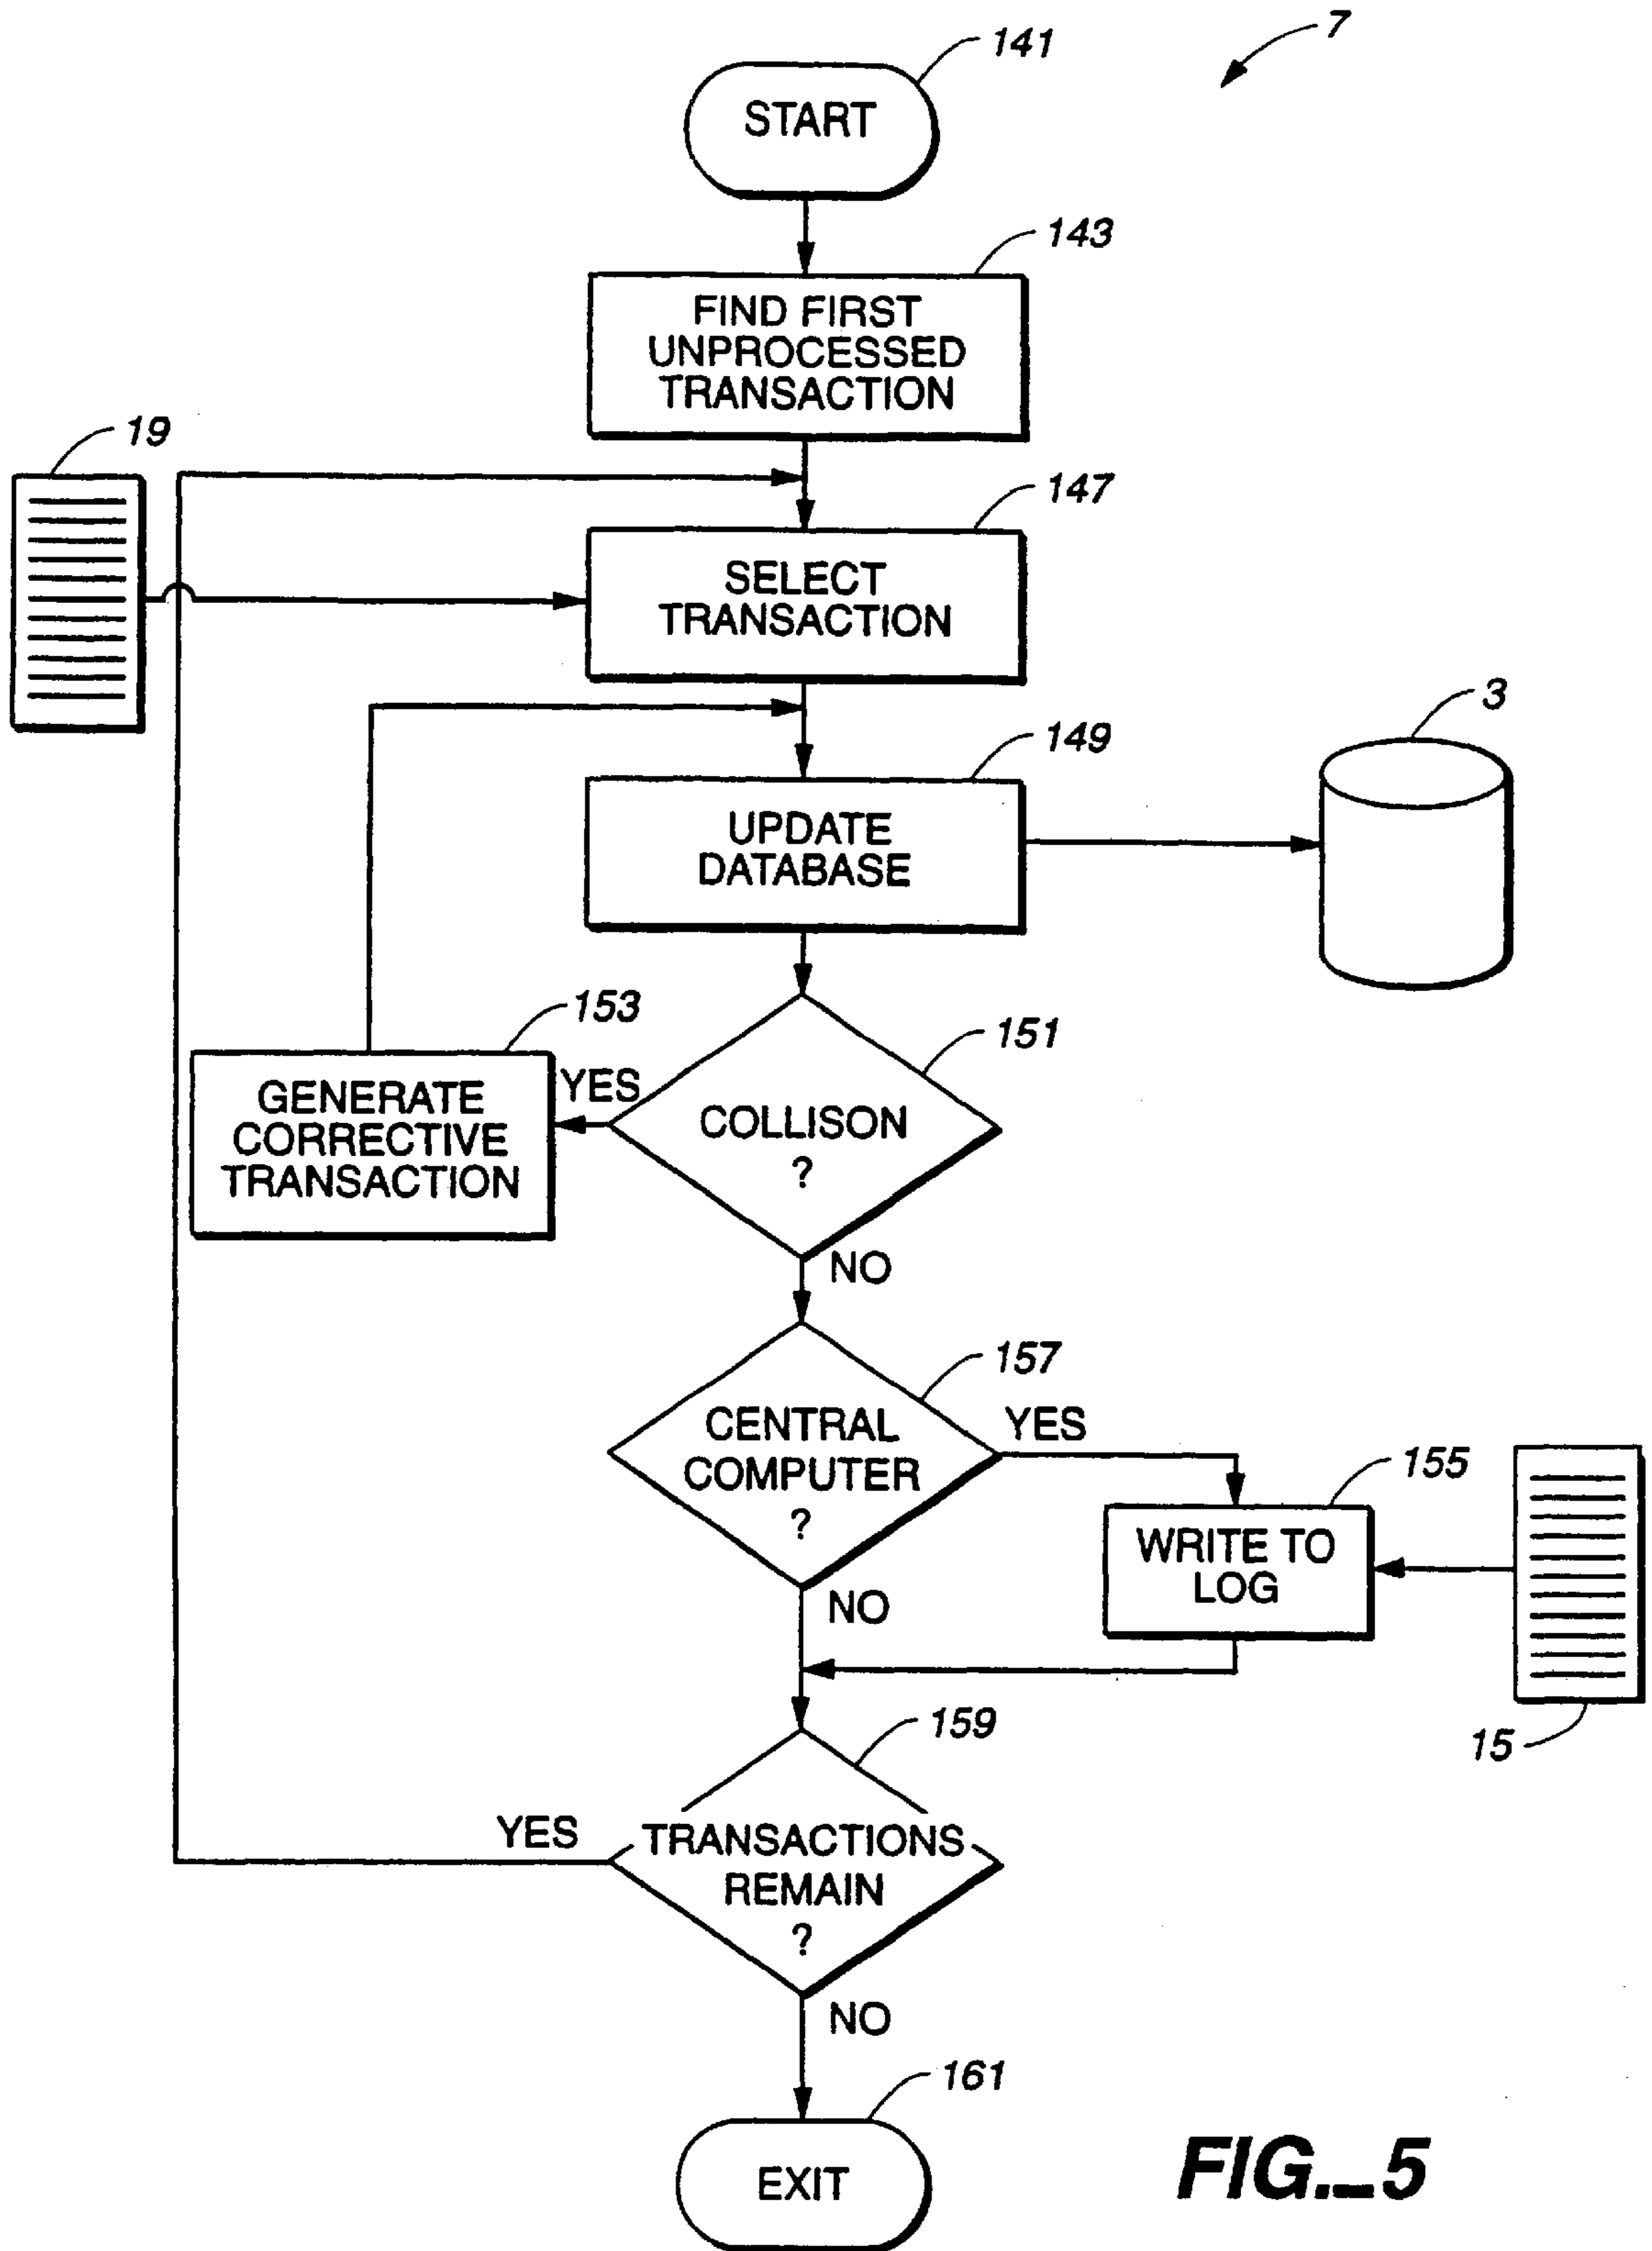 7
141
START
143
FIND FIRST
UNPROCESSED
TRANSACTION
19
147
SELECT
TRANSACTION
3
149
UPDATE
DATABASE
153
151
GENERATE
CORRECTIVE
TRANSACTION
YES
COLLISON
?
NO
157
CENTRAL
COMPUTER
?
YES
155
WRITE TO
LOG
NO
15
159
YES
TRANSACTIONS
REMAIN
?
NO
161
EXIT
FIG._5